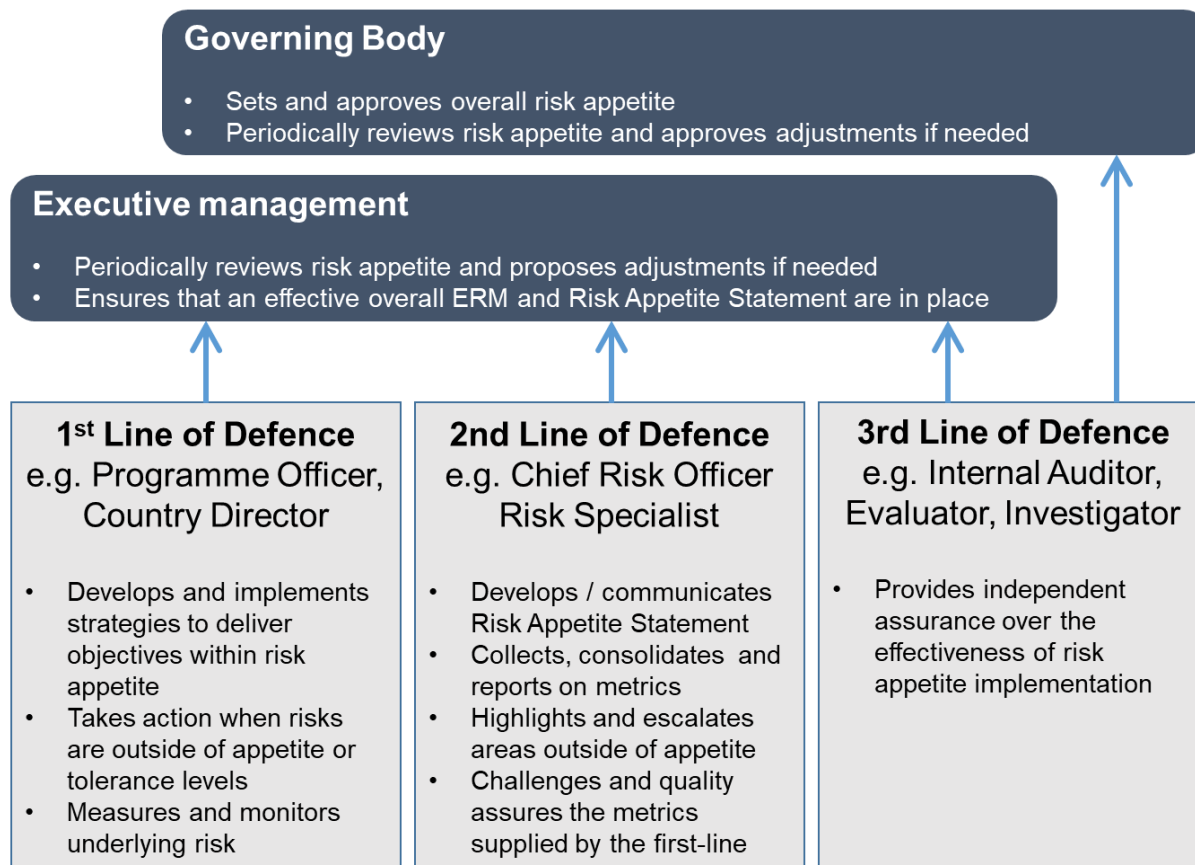 Governing Body
• Sets and approves overall risk appetite
• Periodically reviews risk appetite and approves adjustments if needed
Executive management
• Periodically reviews risk appetite and proposes adjustments if needed
• Ensures that an effective overall ERM and Risk Appetite Statement are in place
1st Line of Defence
e.g. Programme Officer,
Country Director
• Develops and implements
strategies to deliver
objectives within risk
appetite
• Takes action when risks
are outside of appetite or
tolerance levels
• Measures and monitors
underlying risk
2nd Line of Defence
e.g. Chief Risk Officer
Risk Specialist
• Develops / communicates
Risk Appetite Statement
• Collects, consolidates and
reports on metrics
• Highlights and escalates
areas outside of appetite
• Challenges and quality
assures the metrics
supplied by the first-line
3rd Line of Defence
e.g. Internal Auditor,
Evaluator, Investigator
• Provides independent
assurance over the
effectiveness of risk
appetite implementation